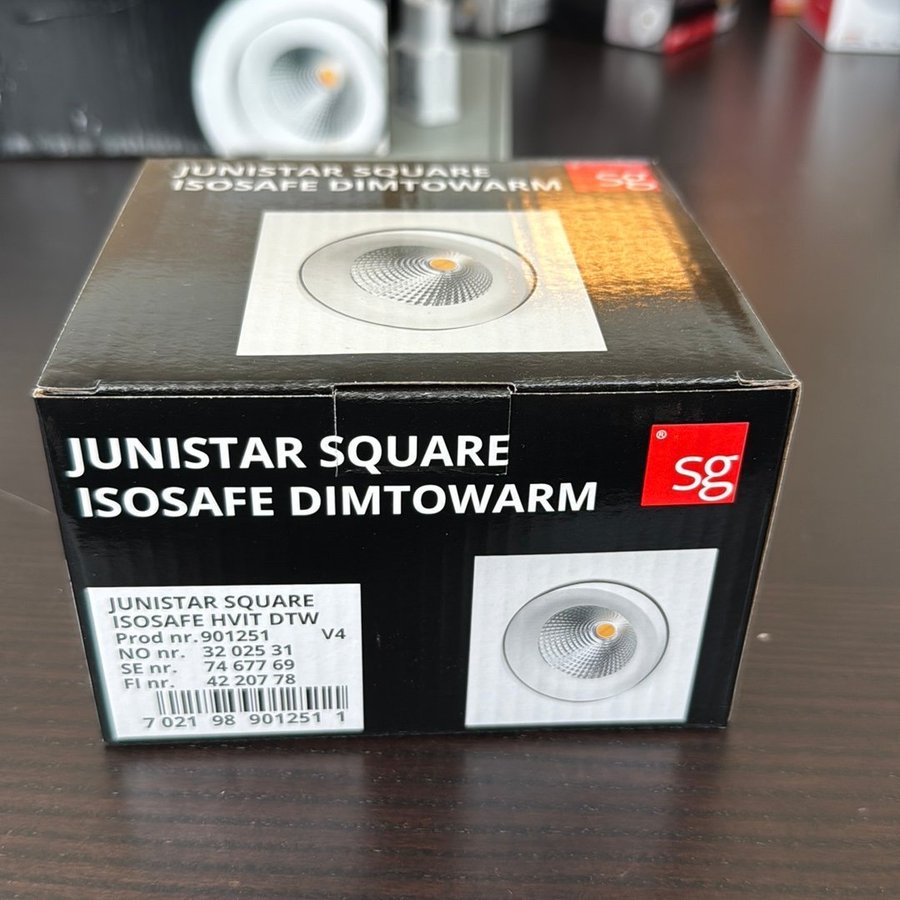 JUNISTAR SQUARE
ISOSAFE DIMTOWARM
sg
JUNISTAR SQUARE
ISOSAFE DIMTOWARM
® sg
JUNISTAR SQUARE
ISOSAFE HVIT DTW
Prod nr. 901251 V4
NO nr. 32 025 31
SE nr. 74 677 69
FI nr. 42 207 78
7 021 98 901251 1